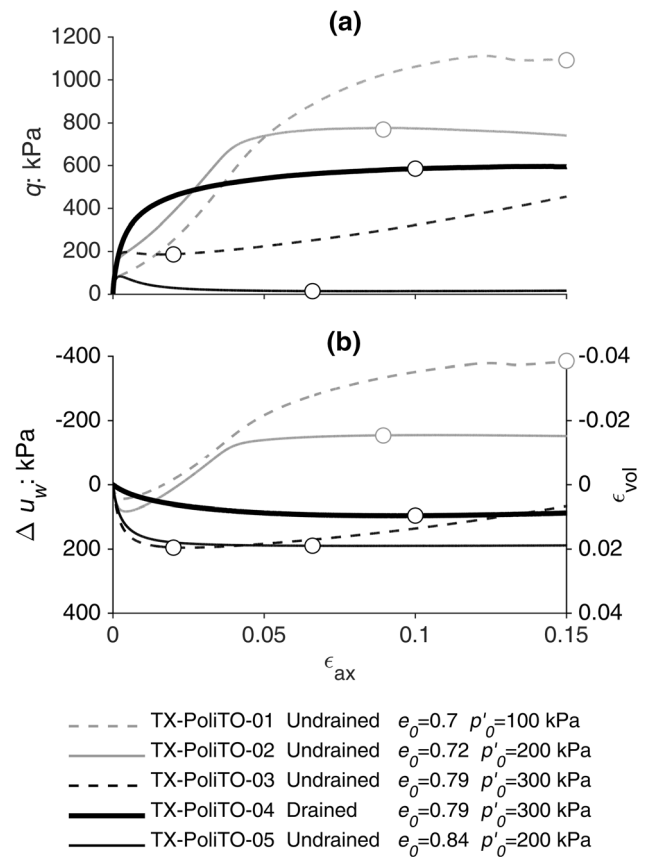 (a)
1200
1000
800
600
400
200
0
q: kPa
(b)
-400
-200
0
200
400
Δ u_w: kPa
-0.04
-0.02
0
0.02
0.04
ϵ_vol
0 0.05 0.1 0.15
ϵ_ax
TX-PoliTO-01 Undrained e_0=0.7 p'_0=100 kPa
TX-PoliTO-02 Undrained e_0=0.72 p'_0=200 kPa
TX-PoliTO-03 Undrained e_0=0.79 p'_0=300 kPa
TX-PoliTO-04 Drained e_0=0.79 p'_0=300 kPa
TX-PoliTO-05 Undrained e_0=0.84 p'_0=200 kPa